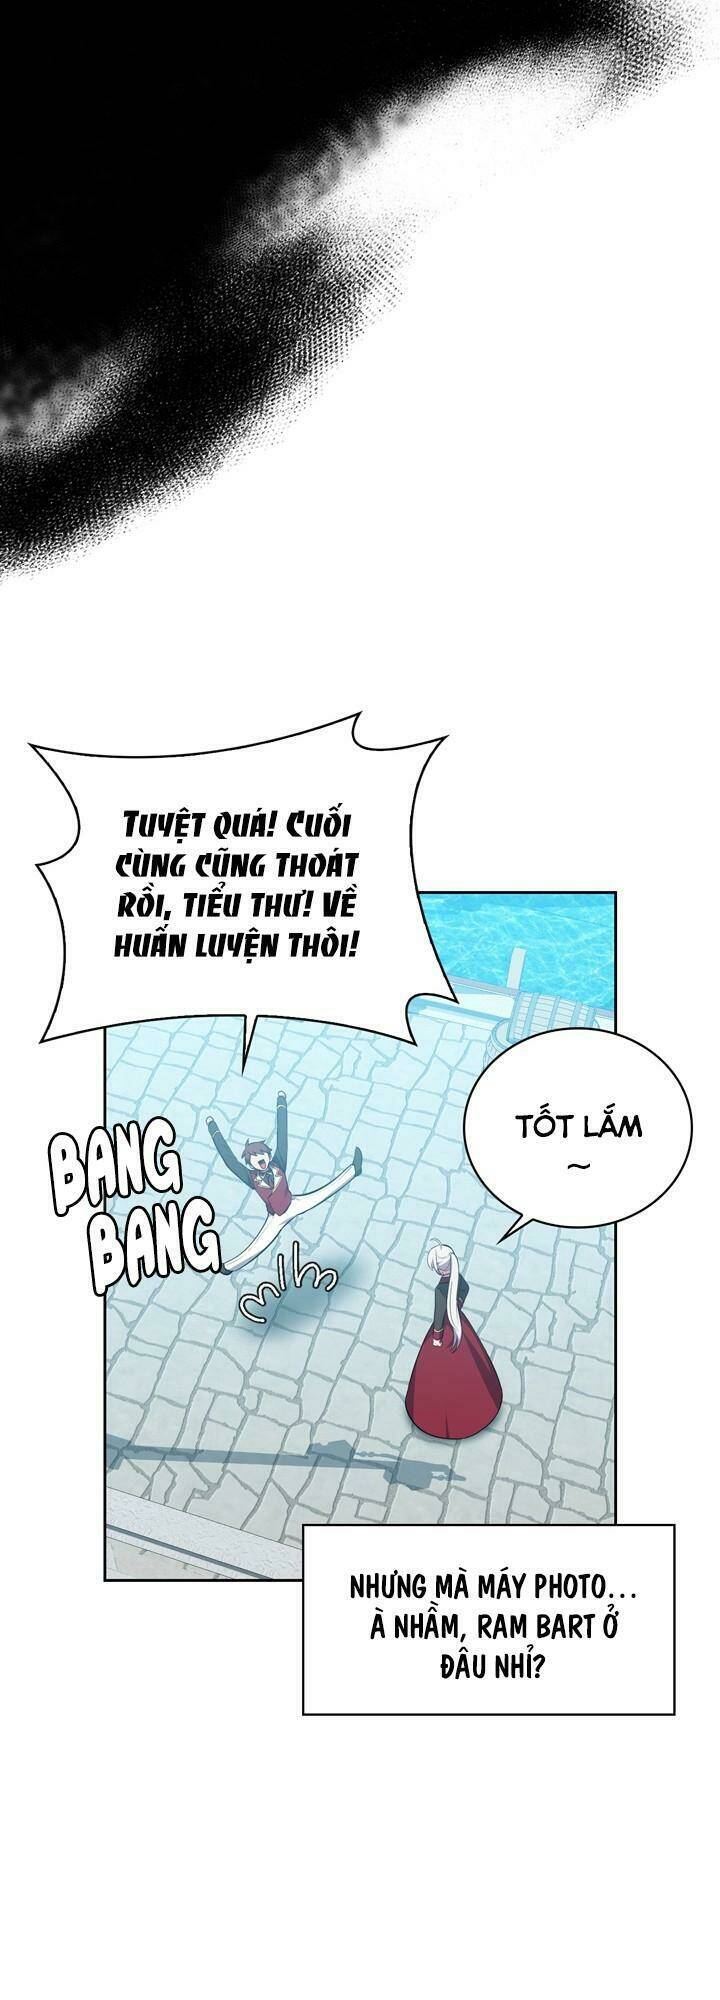 TUYỆT QUÁ! CUỐI
CÙNG CŨNG THOÁT
RỒI, TIỂU THƯ! VỀ
HUẤN LUYỆN THÔI!
TỐT LẮM
~
BANG
BANG
NHƯNG MÀ MÁY PHOTO...
À NHẦM, RAM BART Ở
ĐÂU NHỈ?